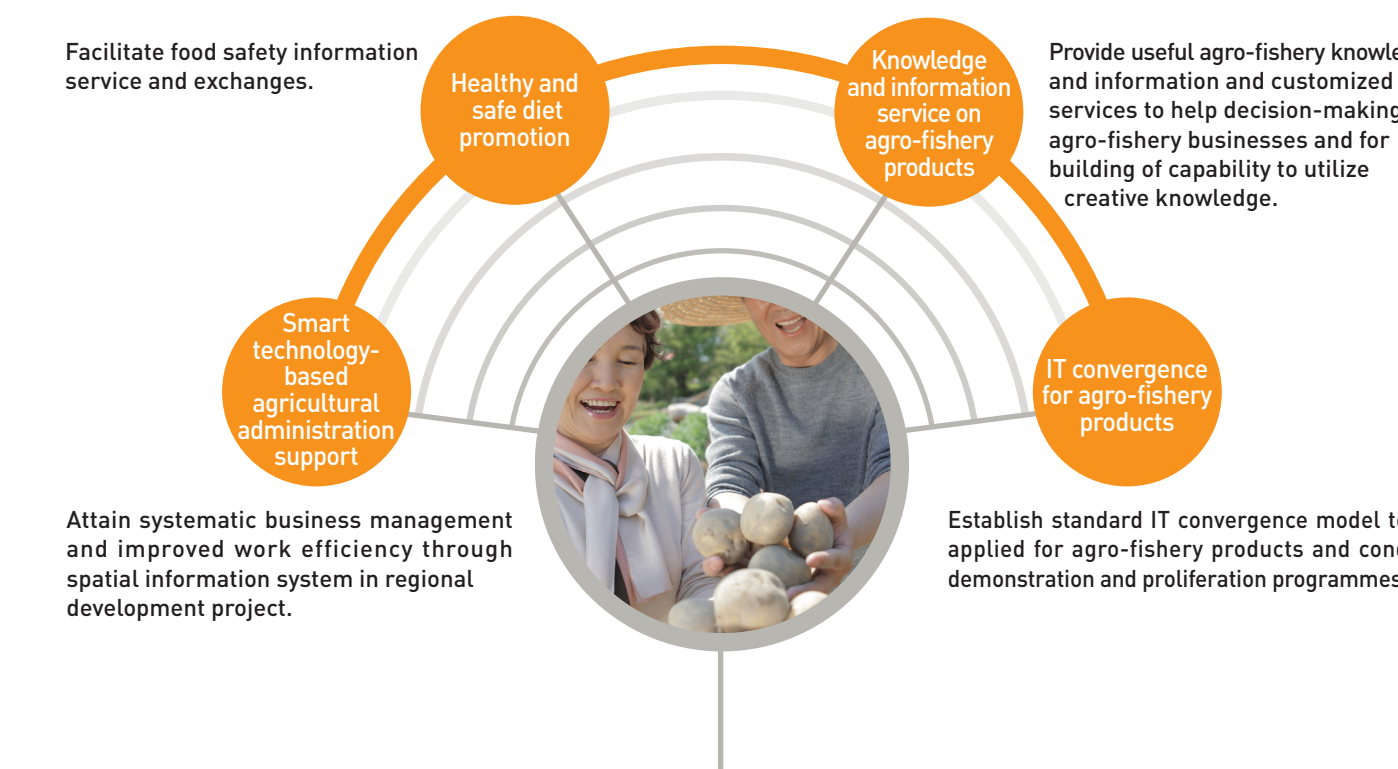 Facilitate food safety information
service and exchanges.
Healthy and
safe diet
promotion
Knowledge
and information
service on
agro-fishery
products
Provide useful agro-fishery
and information and customized
services to help decision-making
agro-fishery businesses and for
building of capability to utilize
creative knowledge.
Smart
technology-
based
agricultural
administration
support
IT convergence
for agro-fishery
products
Attain systematic business management
and improved work efficiency through
spatial information system in regional
development project.
Establish standard IT convergence model
applied for agro-fishery products and
demonstration and proliferation programmes